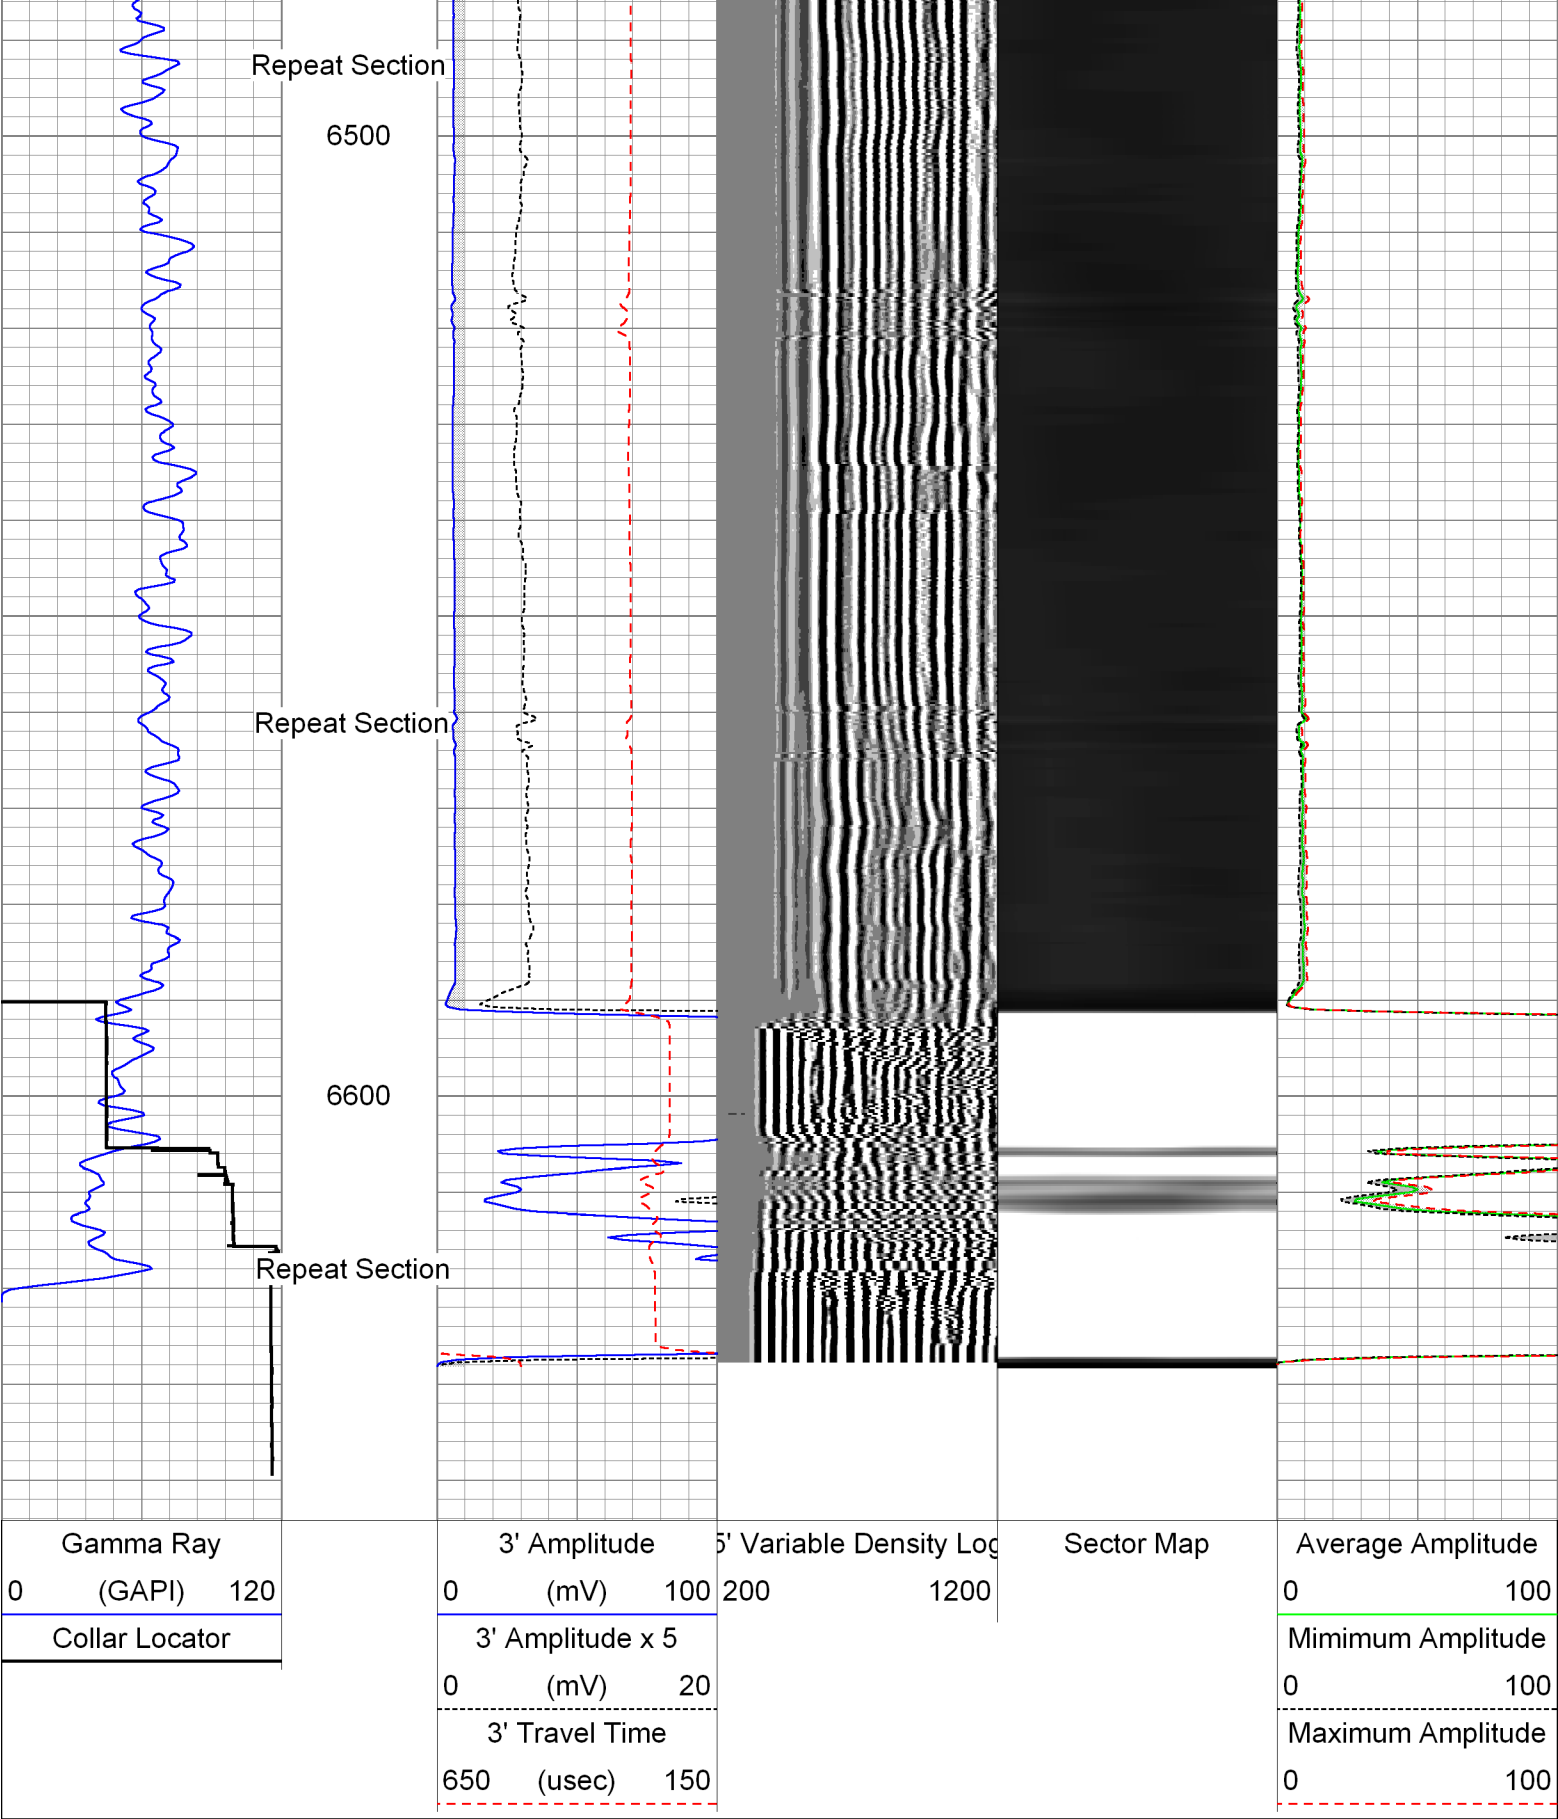 Repeat Section
6500
Repeat Section
6600
Repeat Section
Gamma Ray
0 (GAPI) 120
Collar Locator
3' Amplitude
0 (mV) 100
3' Amplitude x 5
0 (mV) 20
3' Travel Time
650 (usec) 150
5' Variable Density Log
200 1200
Sector Map
Average Amplitude
0 100
Mimimum Amplitude
0 100
Maximum Amplitude
0 100